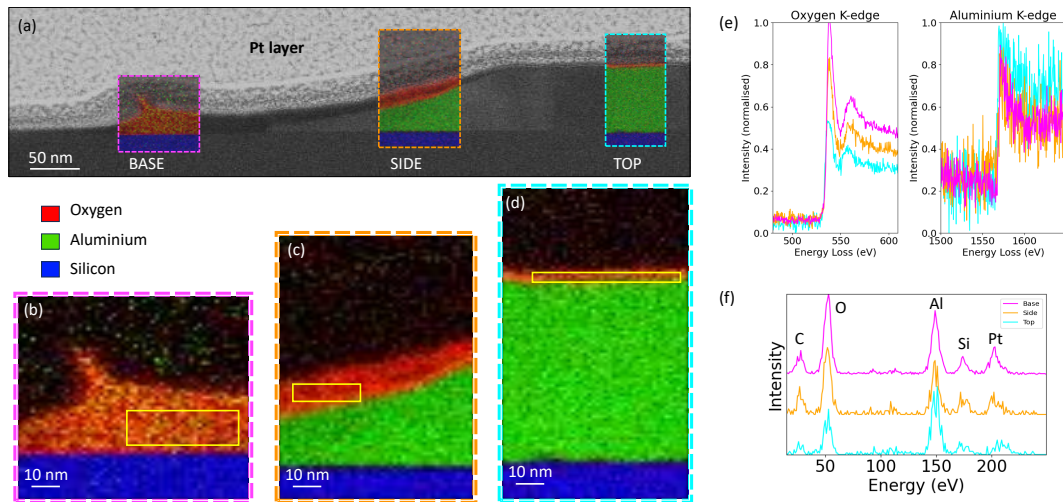 (a)
Pt layer
50 nm
BASE
SIDE
TOP
Oxygen
Aluminium
Silicon
(b)
10 nm
(c)
10 nm
(d)
10 nm
(e)
Oxygen K-edge
Intensity (normalised)
1.0
0.8
0.6
0.4
0.2
0.0
500
550
600
Energy Loss (eV)
Aluminium K-edge
Intensity (normalised)
1.0
0.8
0.6
0.4
0.2
0.0
1500
1550
1600
Energy Loss (eV)
(f)
Base
Side
Top
C
O
Al
Si
Pt
Intensity
50
100
150
200
Energy (eV)